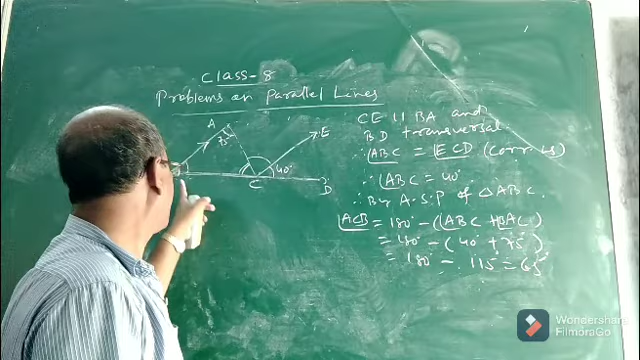 Class-8
Problems on Parallel Lines
A
75°
E
40°
C
D
CE || BA and
BD transversal
∴ ∠ABC = ∠ECD (corr ∠s)
∴ ∠ABC = 40°
∴ By A.S.P of △ABC.
∠ACB = 180° - (∠ABC + ∠BAC)
= 180° - (40° + 75°)
= 180° - 115° = 65°
Wondershare
FilmoraGo